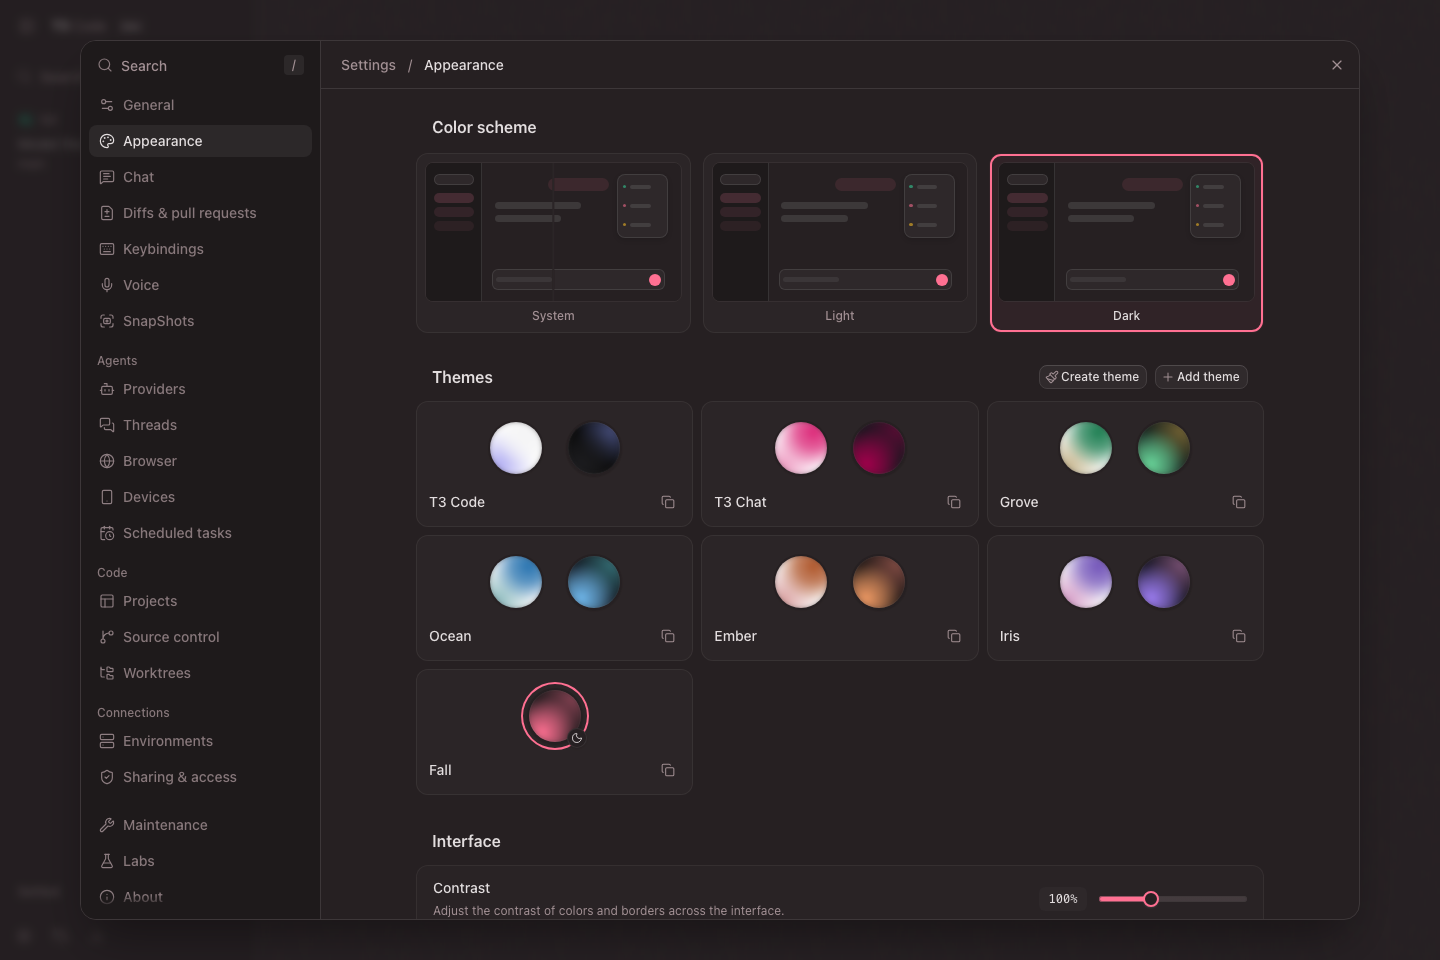 Search
/
General
Appearance
Chat
Diffs & pull requests
Keybindings
Voice
SnapShots
Agents
Providers
Threads
Browser
Devices
Scheduled tasks
Code
Projects
Source control
Worktrees
Connections
Environments
Sharing & access
Maintenance
Labs
About
Settings / Appearance
Color scheme
System
Light
Dark
Themes
Create theme
Add theme
T3 Code
T3 Chat
Grove
Ocean
Ember
Iris
Fall
Interface
Contrast
Adjust the contrast of colors and borders across the interface.
100%